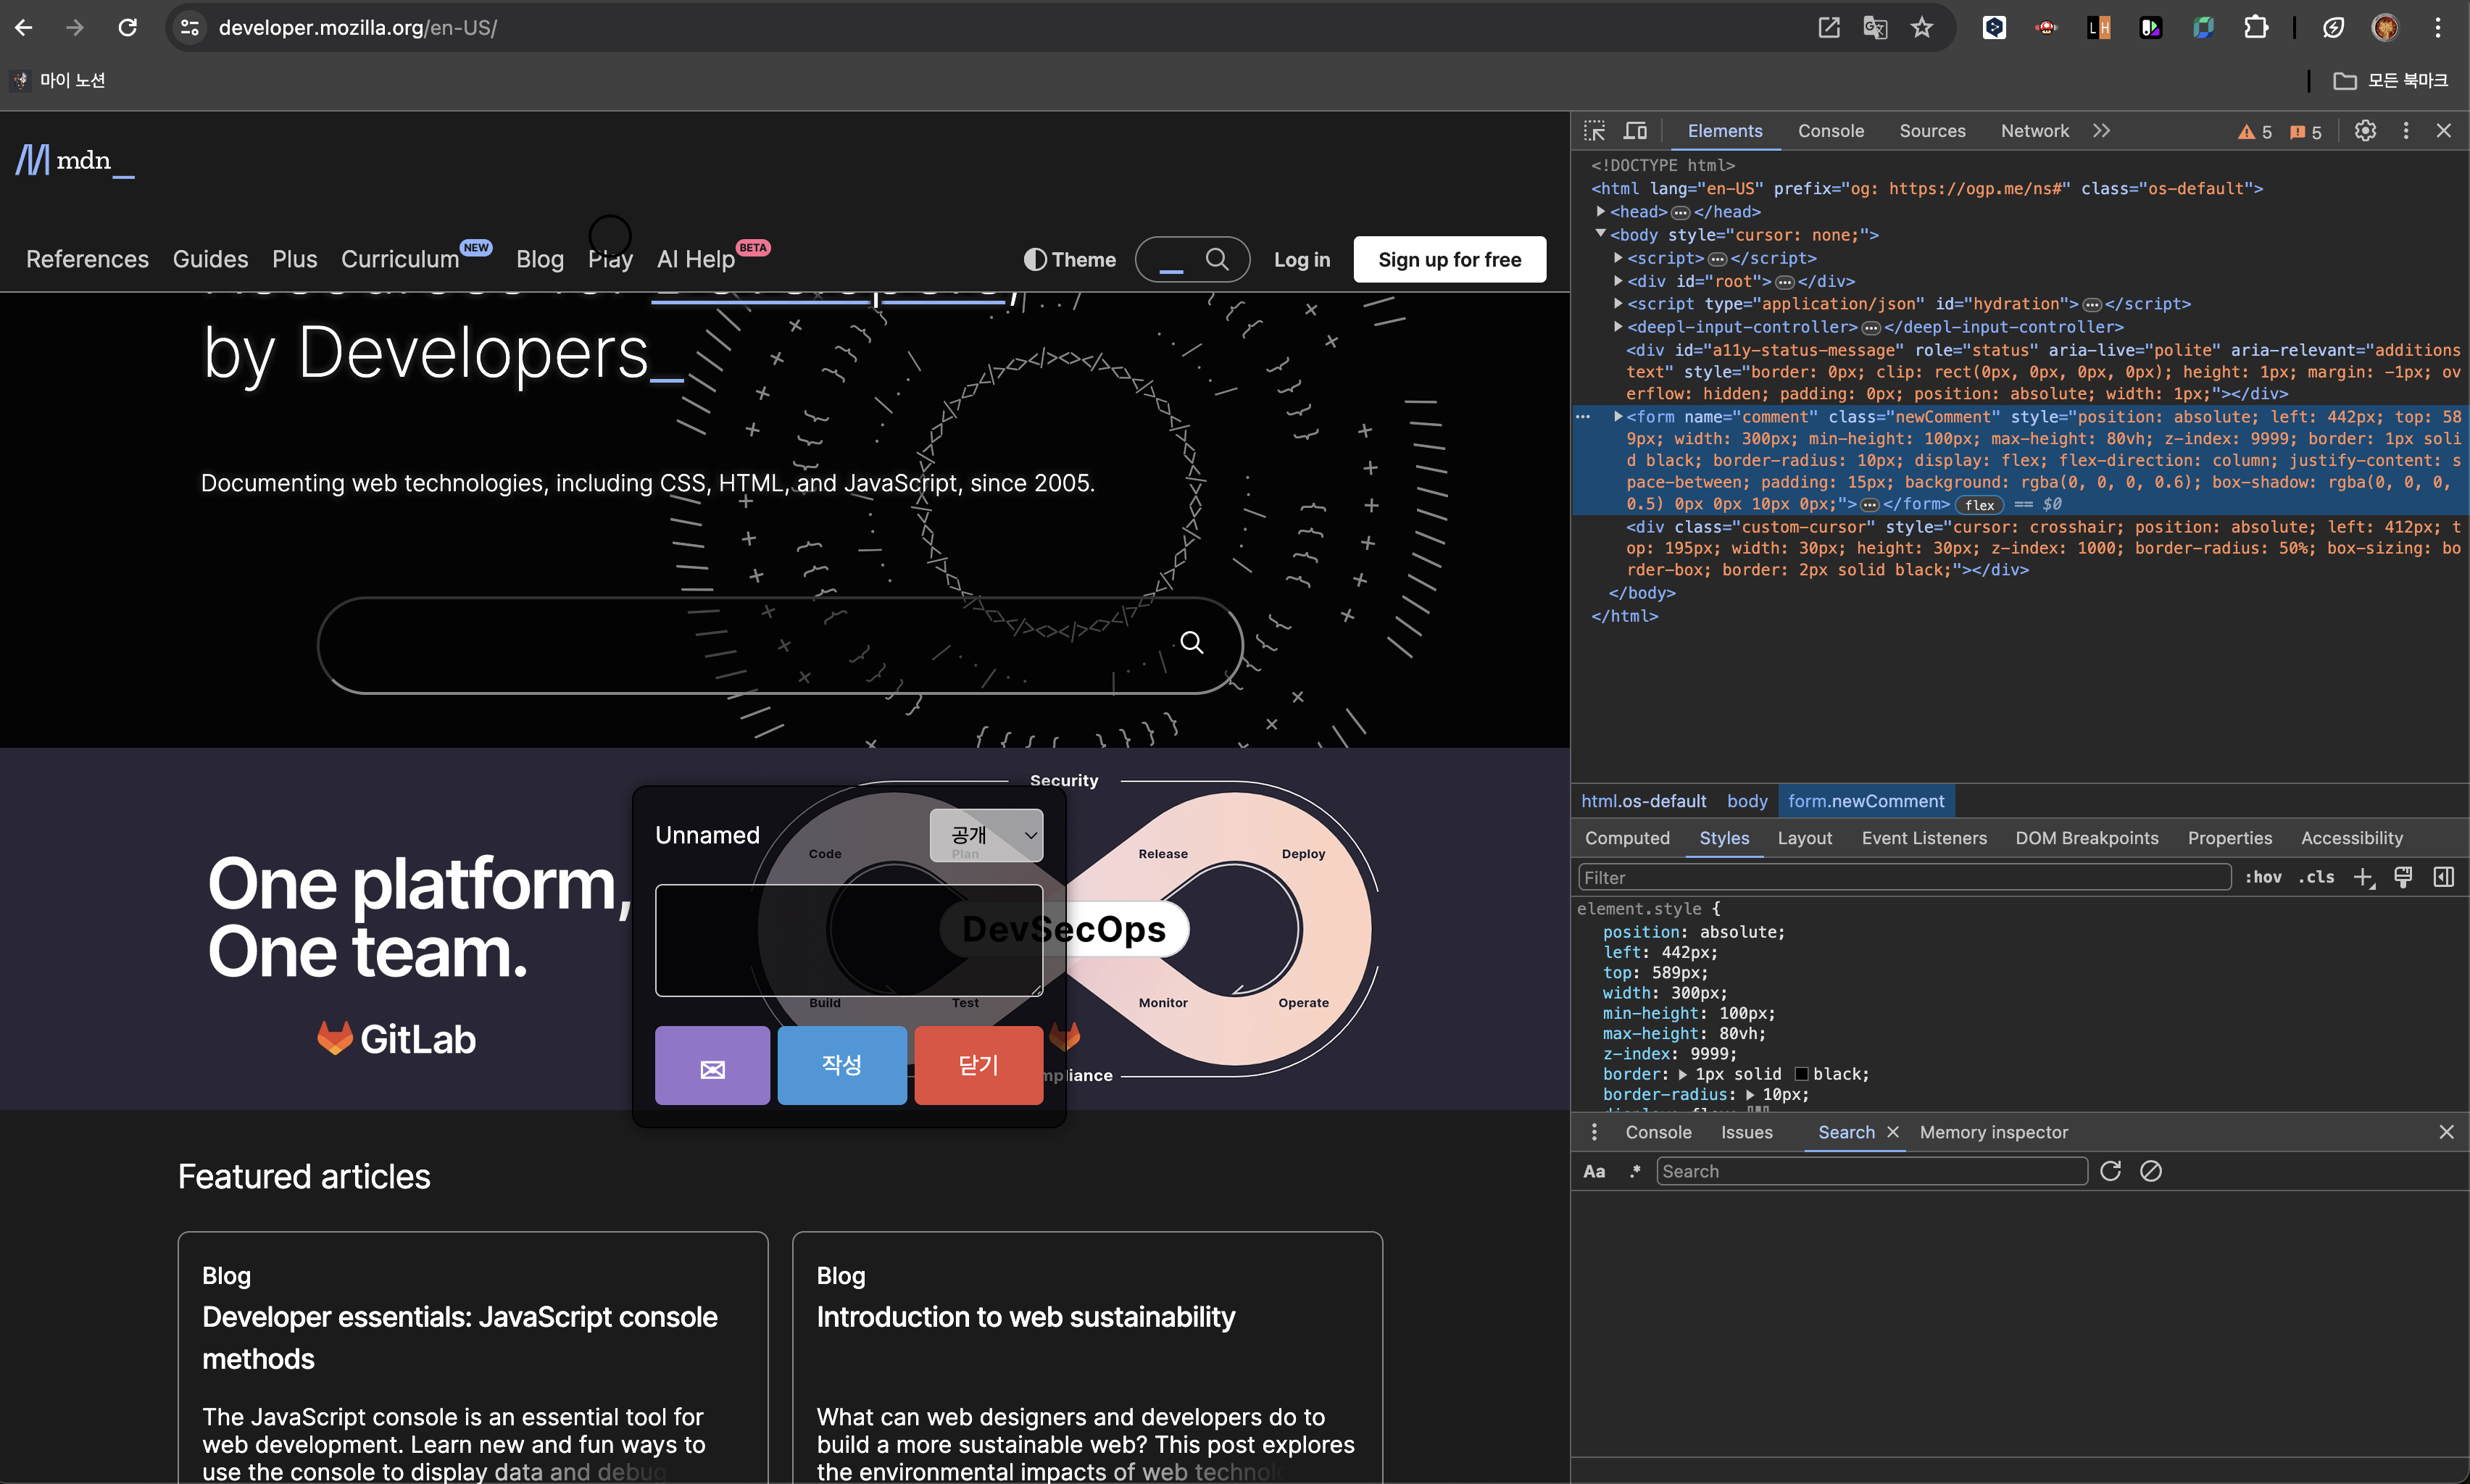 developer.mozilla.org/en-US/
마이 노션
모든 북마크
mdn_
References Guides Plus Curriculum NEW Blog Play AI Help BETA
Theme Log in Sign up for free
by Developers_
Documenting web technologies, including CSS, HTML, and JavaScript, since 2005.
One platform,
One team.
GitLab
Security
Code Plan Release Deploy
DevSecOps
Build Test Monitor Operate
mpliance
Unnamed 공개
작성 닫기
Featured articles
Blog
Developer essentials: JavaScript console
methods
The JavaScript console is an essential tool for
web development. Learn new and fun ways to
use the console to display data and debug
Blog
Introduction to web sustainability
What can web designers and developers do to
build a more sustainable web? This post explores
the environmental impacts of web technol
Elements Console Sources Network 5 5
<!DOCTYPE html>
<html lang="en-US" prefix="og: https://ogp.me/ns#" class="os-default">
<head>…</head>
<body style="cursor: none;">
<script>…</script>
<div id="root">…</div>
<script type="application/json" id="hydration">…</script>
<deepl-input-controller>…</deepl-input-controller>
<div id="a11y-status-message" role="status" aria-live="polite" aria-relevant="additions
text" style="border: 0px; clip: rect(0px, 0px, 0px, 0px); height: 1px; margin: -1px; ov
erflow: hidden; padding: 0px; position: absolute; width: 1px;"></div>
<form name="comment" class="newComment" style="position: absolute; left: 442px; top: 58
9px; width: 300px; min-height: 100px; max-height: 80vh; z-index: 9999; border: 1px soli
d black; border-radius: 10px; display: flex; flex-direction: column; justify-content: s
pace-between; padding: 15px; background: rgba(0, 0, 0, 0.6); box-shadow: rgba(0, 0, 0,
0.5) 0px 0px 10px 0px;">…</form> flex == $0
<div class="custom-cursor" style="cursor: crosshair; position: absolute; left: 412px; t
op: 195px; width: 30px; height: 30px; z-index: 1000; border-radius: 50%; box-sizing: bo
rder-box; border: 2px solid black;"></div>
</body>
</html>
html.os-default body form.newComment
Computed Styles Layout Event Listeners DOM Breakpoints Properties Accessibility
Filter :hov .cls
element.style {
position: absolute;
left: 442px;
top: 589px;
width: 300px;
min-height: 100px;
max-height: 80vh;
z-index: 9999;
border: 1px solid black;
border-radius: 10px;
Console Issues Search Memory inspector
Aa .* Search